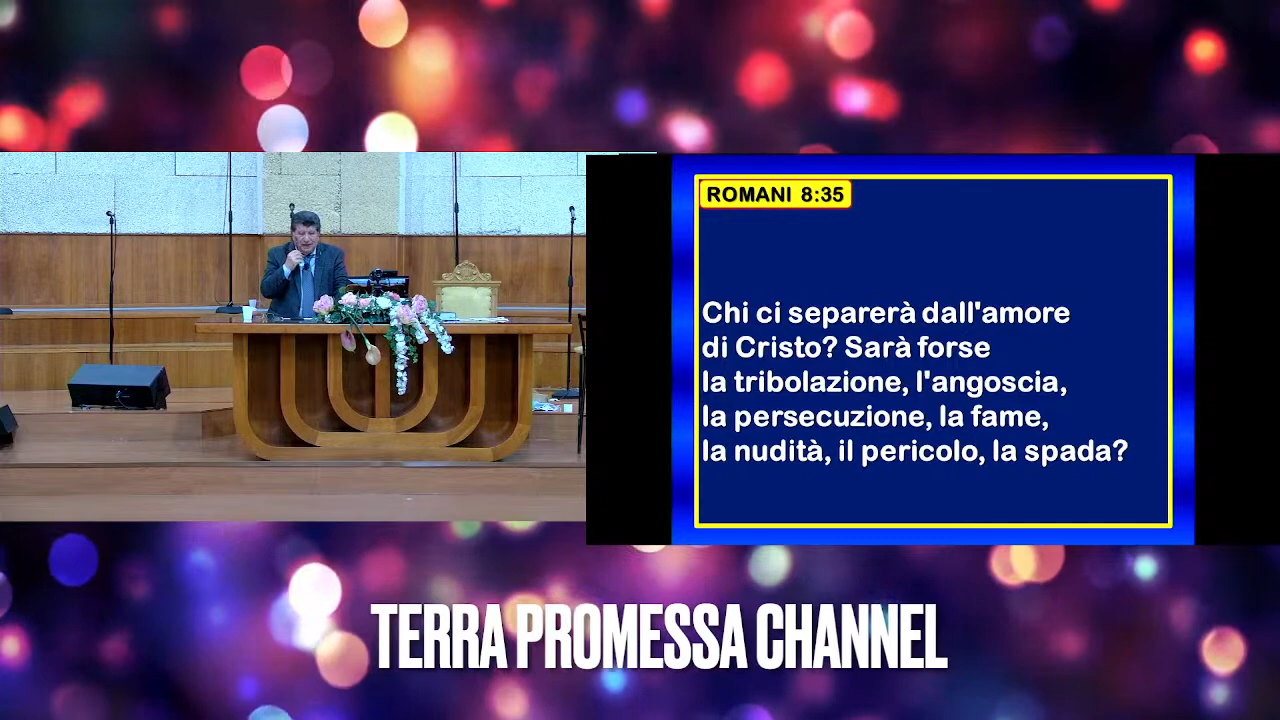 ROMANI 8:35
Chi ci separerà dall'amore
di Cristo? Sarà forse
la tribolazione, l'angoscia,
la persecuzione, la fame,
la nudità, il pericolo, la spada?
TERRA PROMESSA CHANNEL